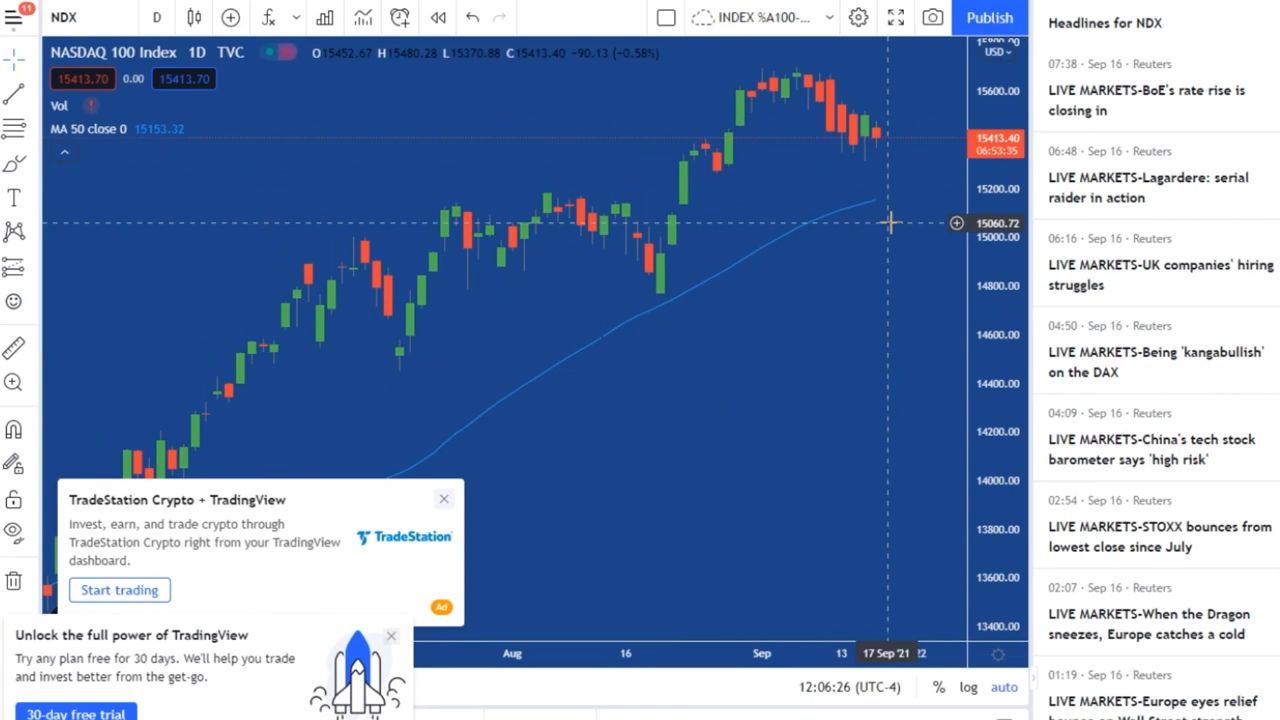 11
NDX
D
INDEX %A100-...
Publish
NASDAQ 100 Index 1D TVC
O15452.67 H15480.28 L15370.88 C15413.40 −90.13 (−0.58%)
15413.70 0.00 15413.70
Vol
MA 50 close 0 15153.32
USD
15600.00
15413.40
06:53:35
15200.00
15060.72
15000.00
14800.00
14600.00
14400.00
14200.00
14000.00
13800.00
13600.00
13400.00
TradeStation Crypto + TradingView
Invest, earn, and trade crypto through
TradeStation Crypto right from your TradingView
dashboard.
TradeStation
Start trading
Ad
Unlock the full power of TradingView
Try any plan free for 30 days. We'll help you trade
and invest better from the get-go.
30-day free trial
Aug
16
Sep
13
17 Sep '21
22
12:06:26 (UTC-4)
%
log
auto
Headlines for NDX
07:38 · Sep 16 · Reuters
LIVE MARKETS-BoE's rate rise is
closing in
06:48 · Sep 16 · Reuters
LIVE MARKETS-Lagardere: serial
raider in action
06:16 · Sep 16 · Reuters
LIVE MARKETS-UK companies' hiring
struggles
04:50 · Sep 16 · Reuters
LIVE MARKETS-Being 'kangabullish'
on the DAX
04:09 · Sep 16 · Reuters
LIVE MARKETS-China's tech stock
barometer says 'high risk'
02:54 · Sep 16 · Reuters
LIVE MARKETS-STOXX bounces from
lowest close since July
02:07 · Sep 16 · Reuters
LIVE MARKETS-When the Dragon
sneezes, Europe catches a cold
01:19 · Sep 16 · Reuters
LIVE MARKETS-Europe eyes relief